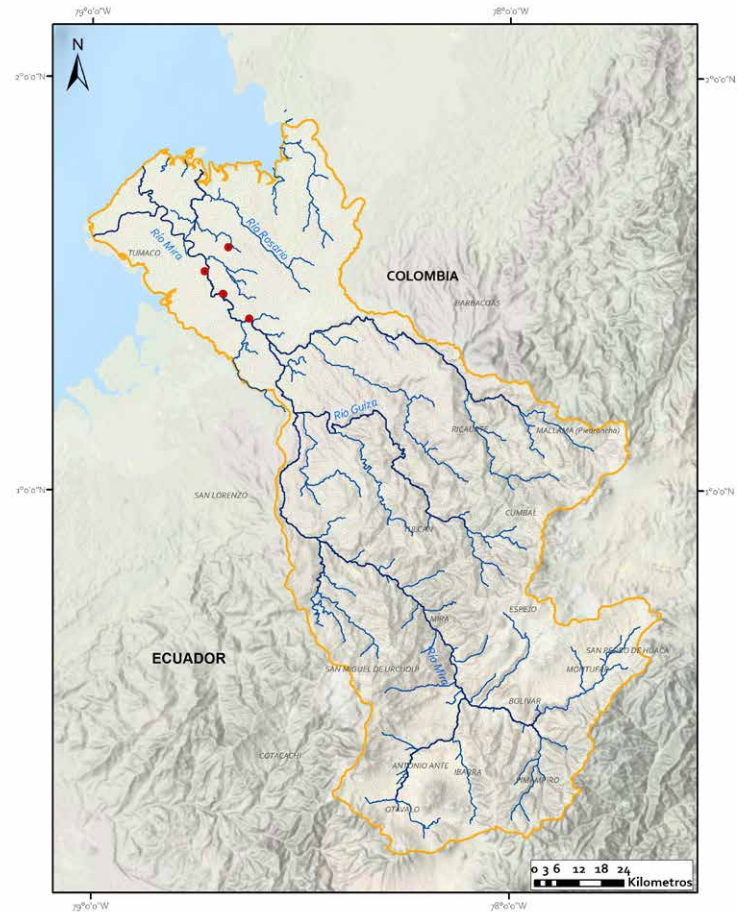 79°0'0"W
78°0'0"W
N
2°0'0"N
2°0'0"N
Río Rosario
Río Mira
TUMACO
COLOMBIA
BARBACOAS
Río Guiza
RICAURTE
MALLAMA (Piedrancha)
1°0'0"N
1°0'0"N
SAN LORENZO
CUMBAL
TULCAN
ESPEJO
MIRA
SAN PEDRO DE HUACA
ECUADOR
SAN MIGUEL DE URCUQUI
Río Mira
MONTUFAR
BOLIVAR
COTACACHI
ANTONIO ANTE
IBARRA
PIMAMPIRO
OTAVALO
0 3 6 12 18 24
Kilometros
79°0'0"W
78°0'0"W